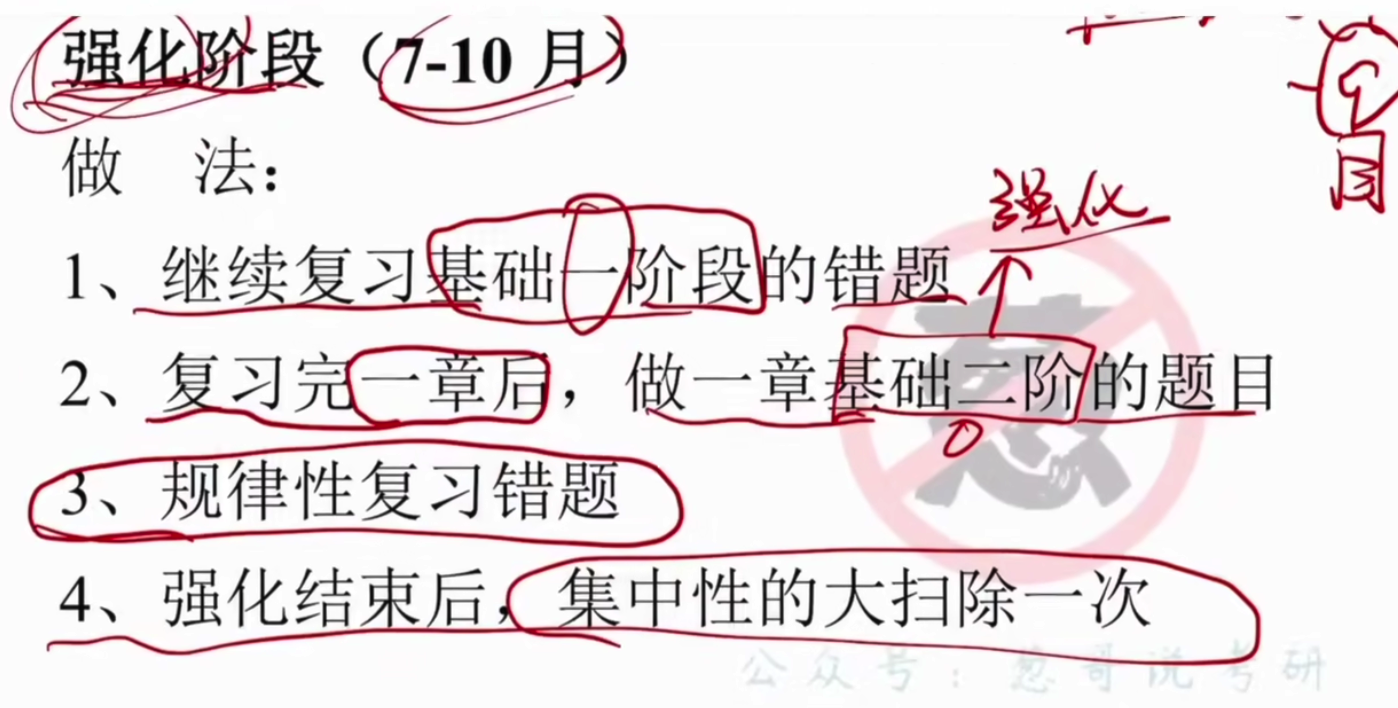 强化阶段（7-10 月）
做 法：
强化
1、继续复习基础一阶段的错题
2、复习完一章后，做一章基础二阶的题目
3、规律性复习错题
4、强化结束后，集中性的大扫除一次
公众号：葱哥说考研